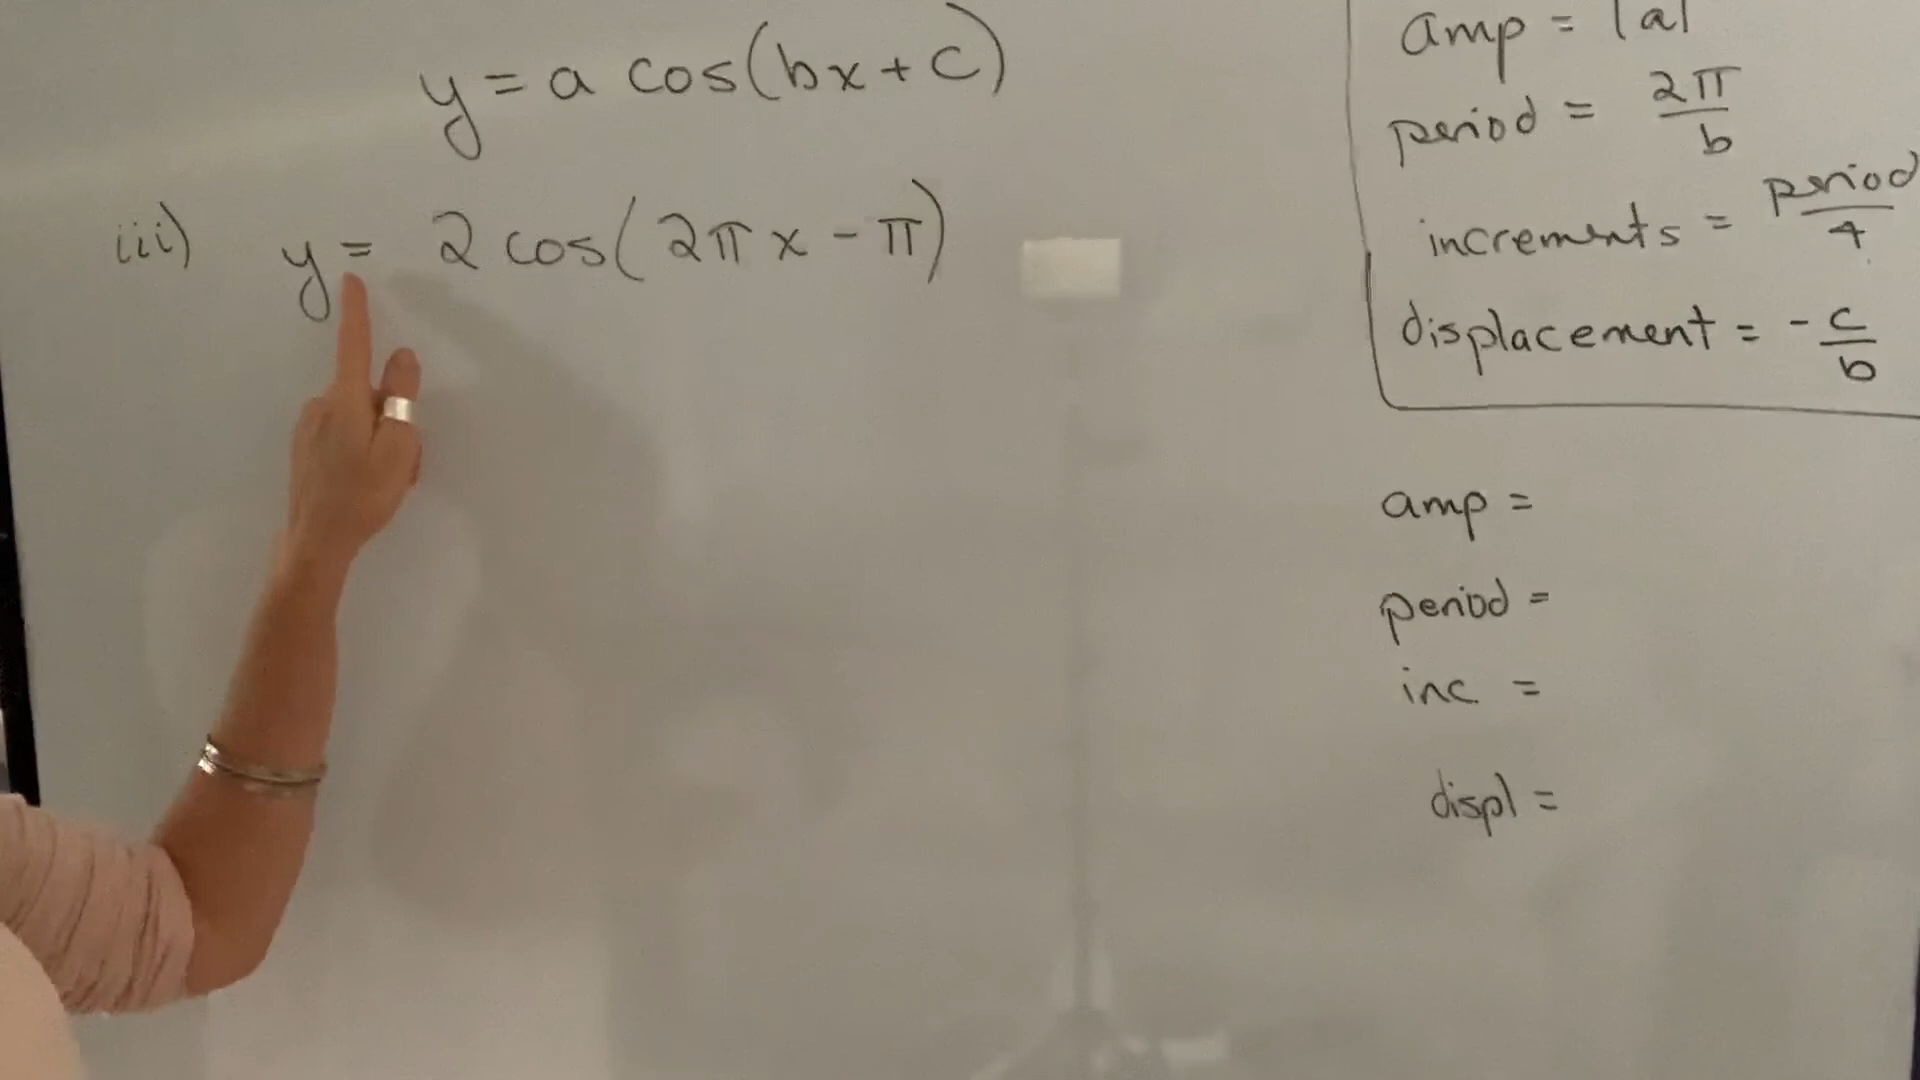 y = a cos(bx + c)
iii) y = 2 cos(2πx - π)
amp = |a|
period = 2π/b
increments = period/4
displacement = -c/b
amp =
period =
inc =
displ =